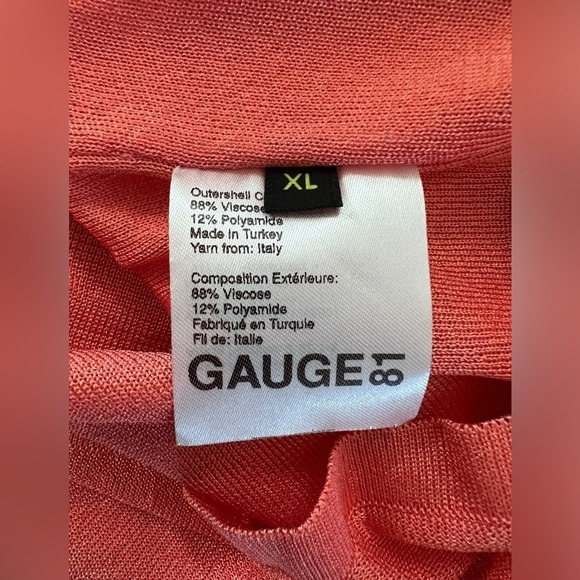 XL
Outershell C
88% Viscose
12% Polyamide
Made in Turkey
Yarn from: Italy
Composition Extérieure:
88% Viscose
12% Polyamide
Fabriqué en Turquie
Fil de: Italie
GAUGE81